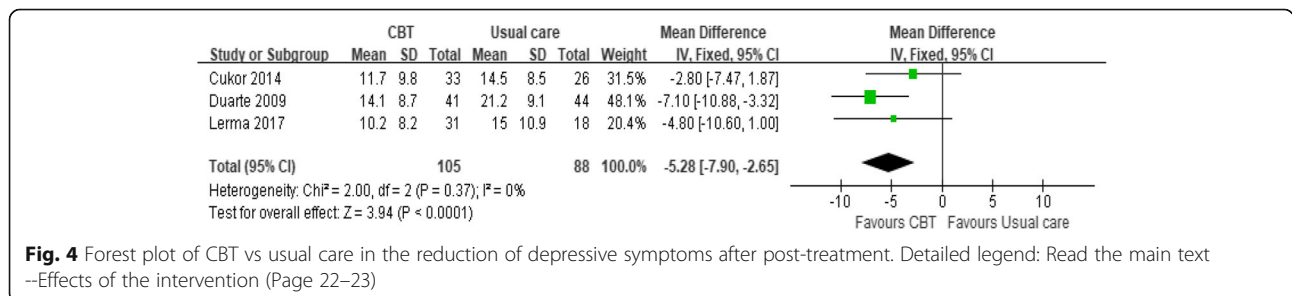 CBT Usual care Mean Difference Mean Difference
Study or Subgroup Mean SD Total Mean SD Total Weight IV, Fixed, 95% CI IV, Fixed, 95% CI
Cukor 2014 11.7 9.8 33 14.5 8.5 26 31.5% -2.80 [-7.47, 1.87]
Duarte 2009 14.1 8.7 41 21.2 9.1 44 48.1% -7.10 [-10.88, -3.32]
Lerma 2017 10.2 8.2 31 15 10.9 18 20.4% -4.80 [-10.60, 1.00]
Total (95% CI) 105 88 100.0% -5.28 [-7.90, -2.65]
Heterogeneity: Chi² = 2.00, df = 2 (P = 0.37); I² = 0%
Test for overall effect: Z = 3.94 (P < 0.0001)
-10 -5 0 5 10
Favours CBT Favours Usual care
Fig. 4 Forest plot of CBT vs usual care in the reduction of depressive symptoms after post-treatment. Detailed legend: Read the main text
--Effects of the intervention (Page 22–23)